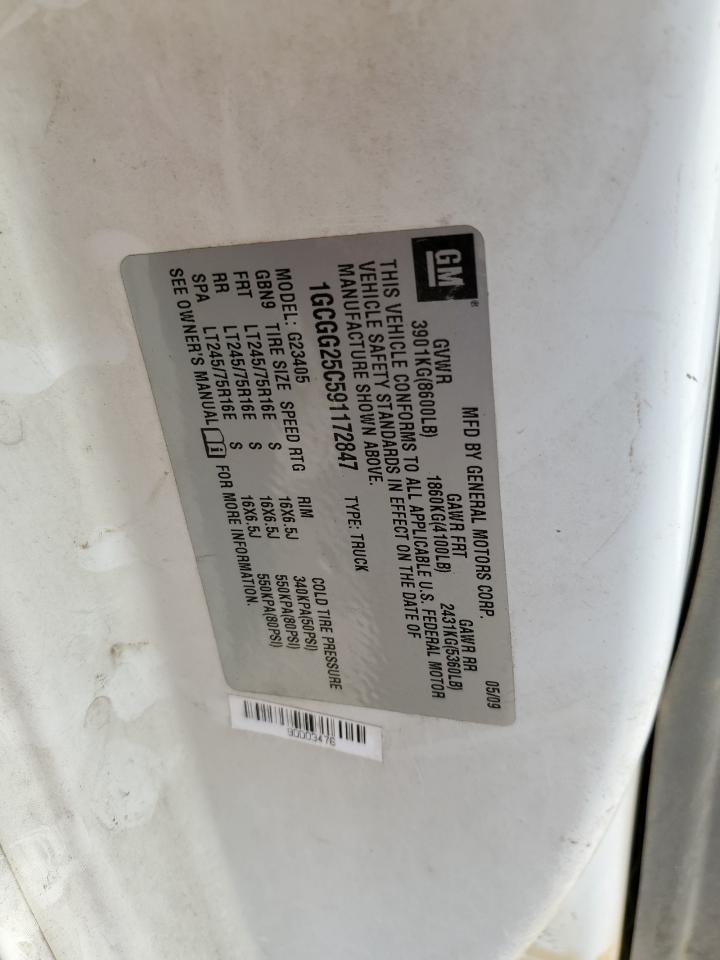 GM ®
MFD BY GENERAL MOTORS CORP. 05/09
GVWR GAWR FRT GAWR RR
3901KG(8600LB) 1860KG(4100LB) 2431KG(5360LB)
THIS VEHICLE CONFORMS TO ALL APPLICABLE U.S. FEDERAL MOTOR
VEHICLE SAFETY STANDARDS IN EFFECT ON THE DATE OF
MANUFACTURE SHOWN ABOVE.
1GCGG25C591172847 TYPE: TRUCK
MODEL: G23405
GBN9 TIRE SIZE SPEED RTG RIM COLD TIRE PRESSURE
FRT LT245/75R16E S 16X6.5J 340KPA(50PSI)
RR LT245/75R16E S 16X6.5J 550KPA(80PSI)
SPA LT245/75R16E S 16X6.5J 550KPA(80PSI)
SEE OWNER'S MANUAL FOR MORE INFORMATION.
90003476